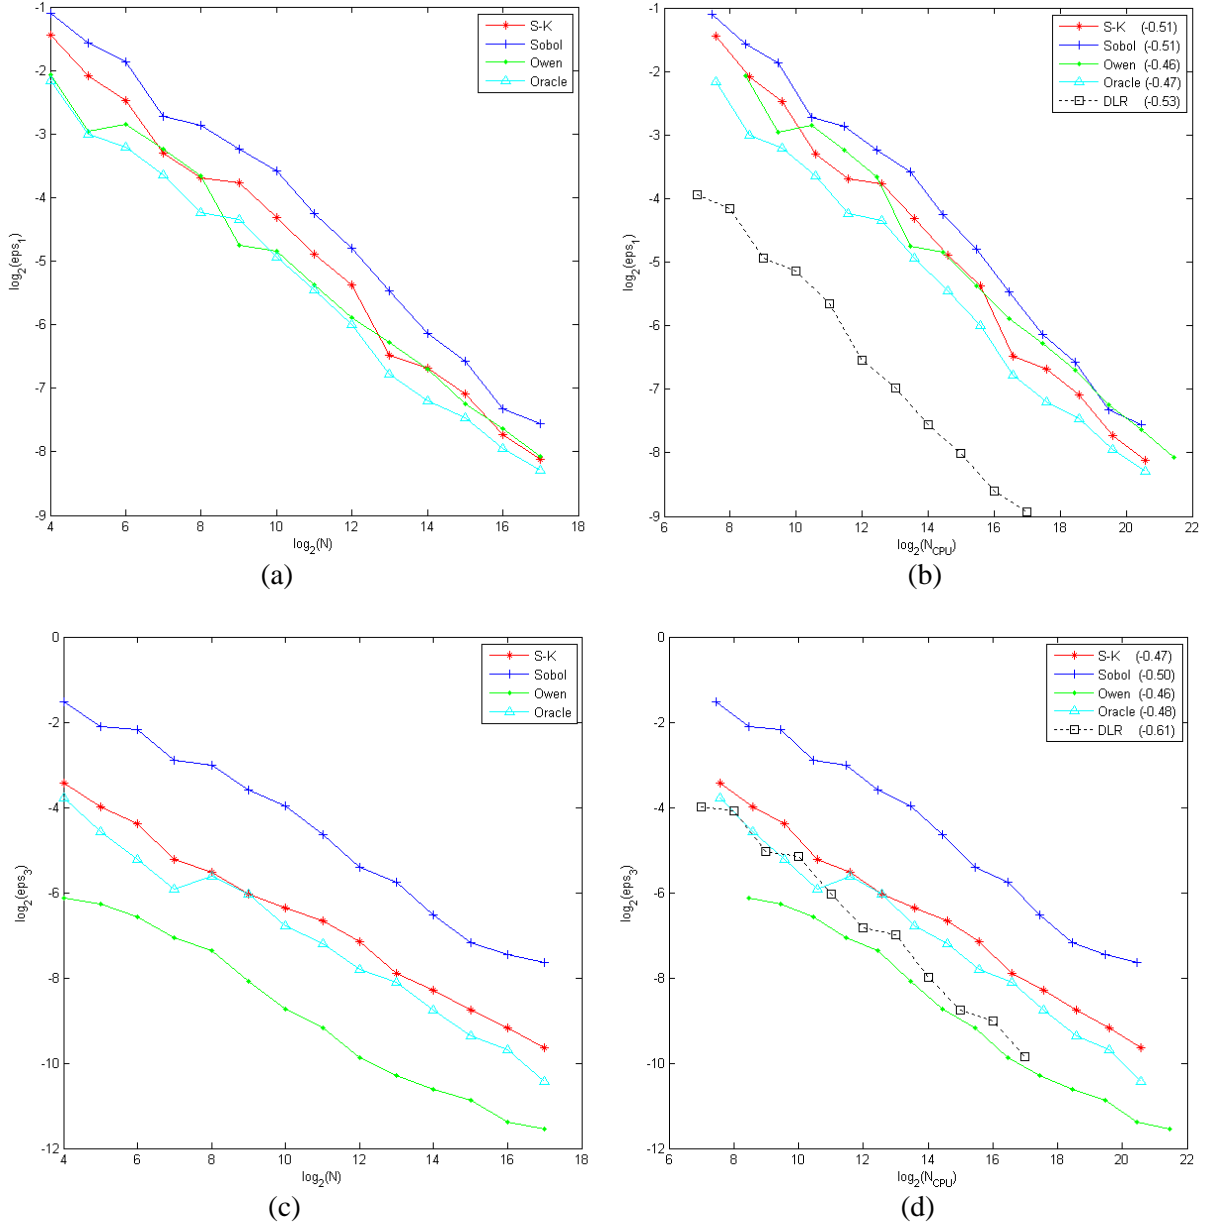 -1
-2
-3
-4
-5
-6
-7
-8
-9
log2(eps1)
4 6 8 10 12 14 16 18
log2(N)
S-K
Sobol
Owen
Oracle
(a)
-1
-2
-3
-4
-5
-6
-7
-8
-9
log2(eps1)
6 8 10 12 14 16 18 20 22
log2(NCPU)
S-K (-0.51)
Sobol (-0.51)
Owen (-0.46)
Oracle (-0.47)
DLR (-0.53)
(b)
0
-2
-4
-6
-8
-10
-12
log2(eps3)
4 6 8 10 12 14 16 18
log2(N)
S-K
Sobol
Owen
Oracle
(c)
0
-2
-4
-6
-8
-10
-12
log2(eps3)
6 8 10 12 14 16 18 20 22
log2(NCPU)
S-K (-0.47)
Sobol (-0.50)
Owen (-0.46)
Oracle (-0.48)
DLR (-0.61)
(d)